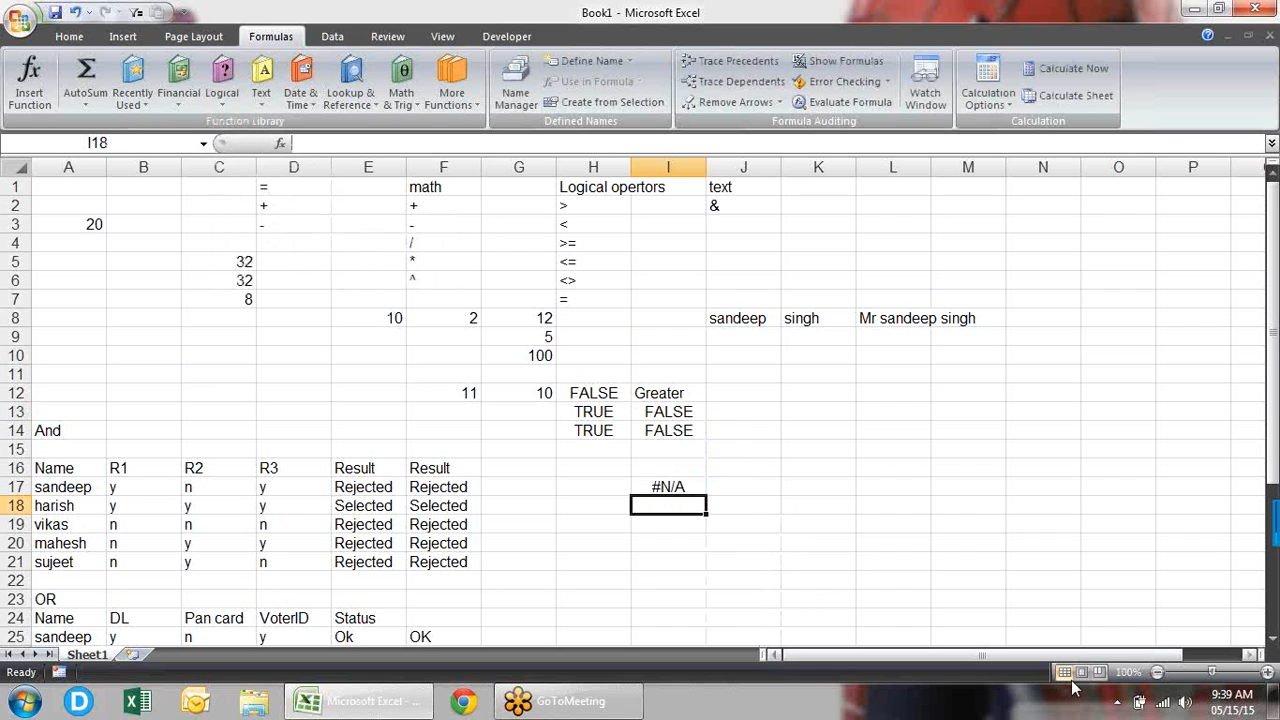 Book1 - Microsoft Excel
Home Insert Page Layout Formulas Data Review View Developer
Insert Function
AutoSum
Recently Used
Financial
Logical
Text
Date & Time
Lookup & Reference
Math & Trig
More Functions
Function Library
Name Manager
Define Name
Use in Formula
Create from Selection
Defined Names
Trace Precedents
Trace Dependents
Remove Arrows
Show Formulas
Error Checking
Evaluate Formula
Formula Auditing
Watch Window
Calculation Options
Calculate Now
Calculate Sheet
Calculation
I18 fx
A B C D E F G H I J K L M N O P
1 = math Logical opertors text
2 + + > &
3 20 - - <
4 / >=
5 32 * <=
6 32 ^ <>
7 8 =
8 10 2 12 sandeep singh Mr sandeep singh
9 5
10 100
11
12 11 10 FALSE Greater
13 TRUE FALSE
14 And TRUE FALSE
15
16 Name R1 R2 R3 Result Result
17 sandeep y n y Rejected Rejected #N/A
18 harish y y y Selected Selected
19 vikas n n n Rejected Rejected
20 mahesh n y y Rejected Rejected
21 sujeet n y n Rejected Rejected
22
23 OR
24 Name DL Pan card VoterID Status
25 sandeep y n y Ok OK
Sheet1
Ready 100%
Microsoft Excel - ... GoToMeeting 9:39 AM
05/15/15